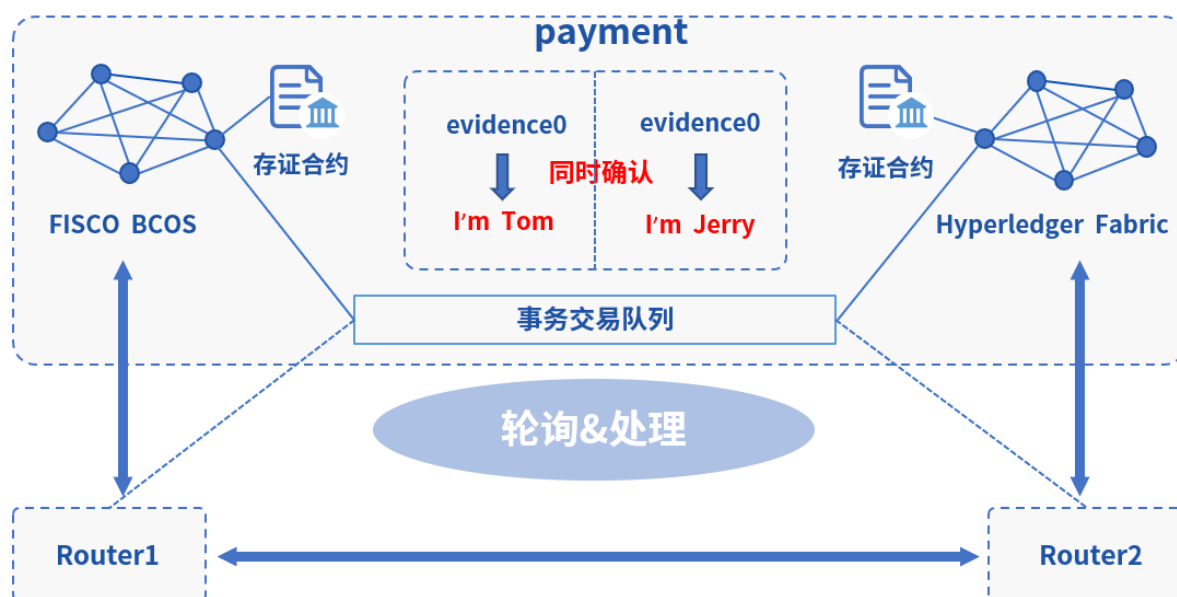 payment
evidence0
evidence0
存证合约
存证合约
同时确认
I'm Tom
I'm Jerry
FISCO BCOS
Hyperledger Fabric
事务交易队列
轮询&处理
Router1
Router2